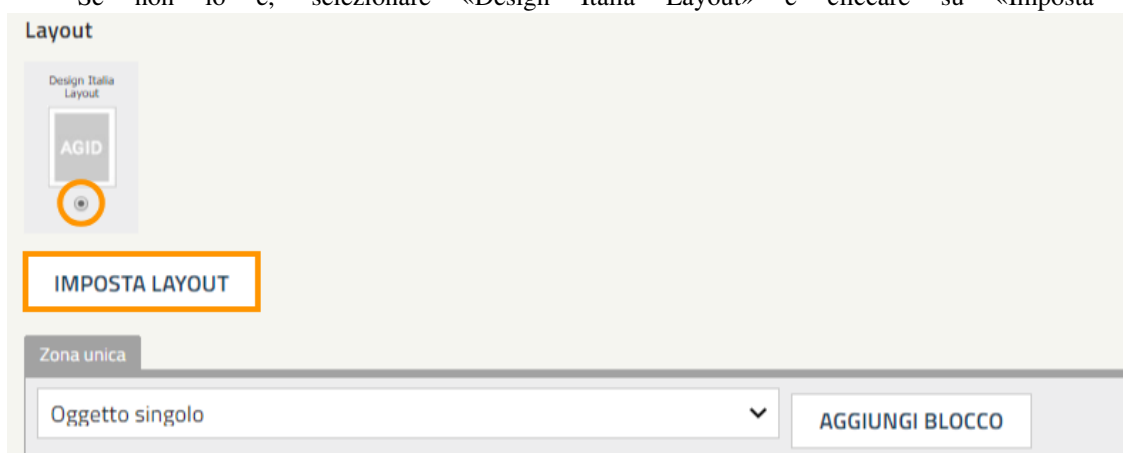 Se non lo è, selezionare «Design Italia Layout» e cliccare su «Imposta
Layout
Design Italia
Layout
AGID
IMPOSTA LAYOUT
Zona unica
Oggetto singolo
AGGIUNGI BLOCCO